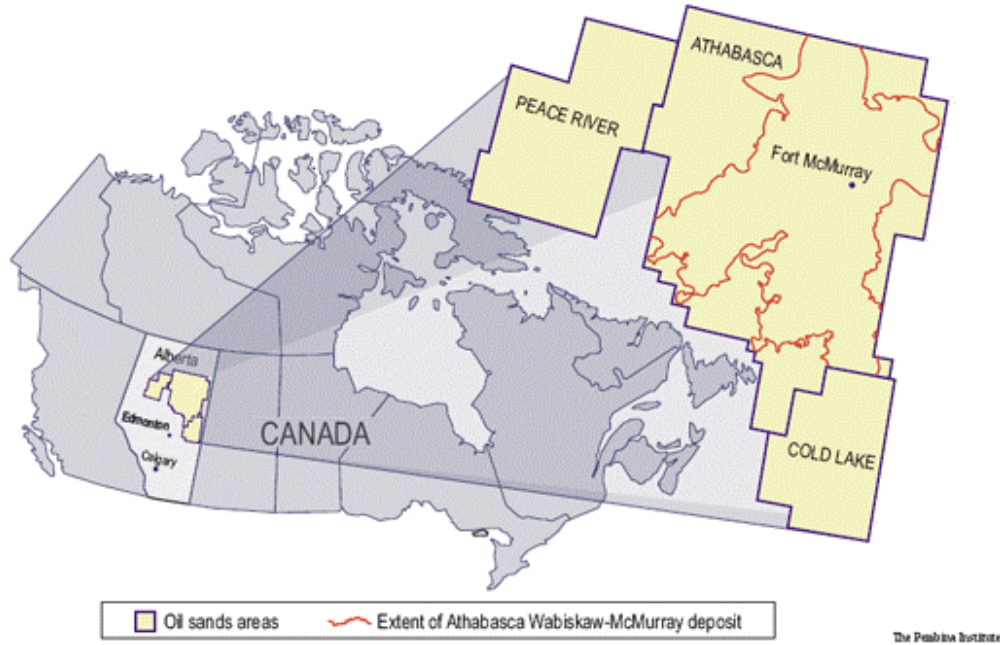 ATHABASCA
PEACE RIVER
Fort McMurray
Alberta
Edmonton
Calgary
CANADA
COLD LAKE
Oil sands areas
Extent of Athabasca Wabiskaw-McMurray deposit
The Pembina Institute